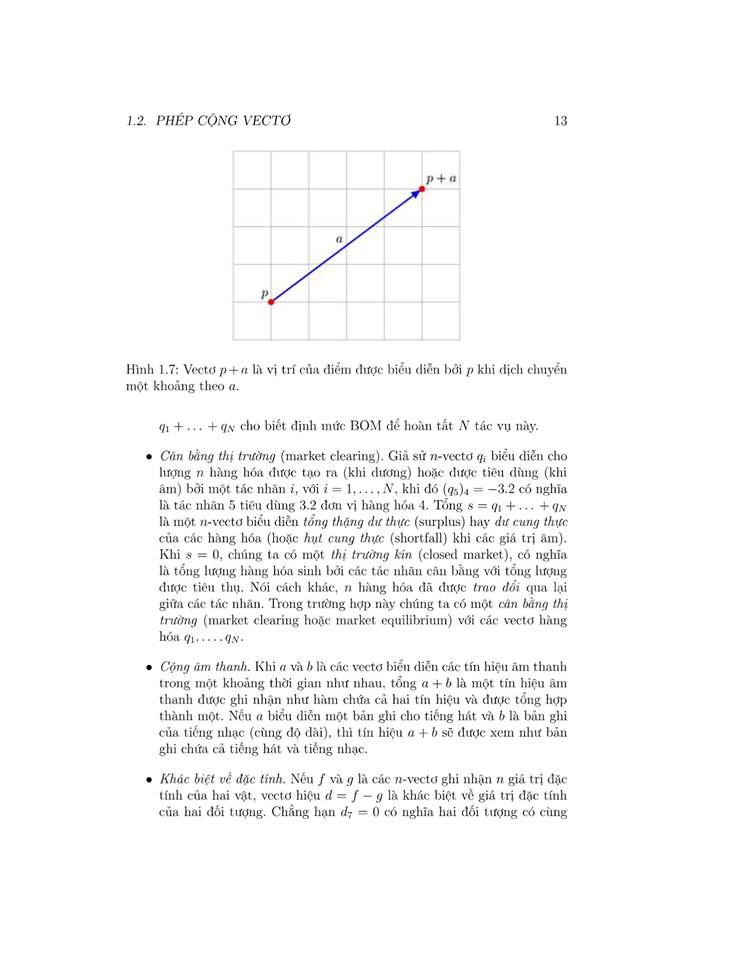 1.2. PHÉP CỘNG VECTƠ 13
p + a
a
p
Hình 1.7: Vectơ p + a là vị trí của điểm được biểu diễn bởi p khi dịch chuyển
một khoảng theo a.
q₁ + . . . + q_N cho biết định mức BOM để hoàn tất N tác vụ này.
• Cân bằng thị trường (market clearing). Giả sử n-vectơ qᵢ biểu diễn cho
lượng n hàng hóa được tạo ra (khi dương) hoặc được tiêu dùng (khi
âm) bởi một tác nhân i, với i = 1, . . . , N, khi đó (q₅)₄ = −3.2 có nghĩa
là tác nhân 5 tiêu dùng 3.2 đơn vị hàng hóa 4. Tổng s = q₁ + . . . + q_N
là một n-vectơ biểu diễn tổng thặng dư thực (surplus) hay dư cung thực
của các hàng hóa (hoặc hụt cung thực (shortfall) khi các giá trị âm).
Khi s = 0, chúng ta có một thị trường kín (closed market), có nghĩa
là tổng lượng hàng hóa sinh bởi các tác nhân cân bằng với tổng lượng
được tiêu thụ. Nói cách khác, n hàng hóa đã được trao đổi qua lại
giữa các tác nhân. Trong trường hợp này chúng ta có một cân bằng thị
trường (market clearing hoặc market equilibrium) với các vectơ hàng
hóa q₁, . . . , q_N.
• Cộng âm thanh. Khi a và b là các vectơ biểu diễn các tín hiệu âm thanh
trong một khoảng thời gian như nhau, tổng a + b là một tín hiệu âm
thanh được ghi nhận như hàm chứa cả hai tín hiệu và được tổng hợp
thành một. Nếu a biểu diễn một bản ghi cho tiếng hát và b là bản ghi
của tiếng nhạc (cùng độ dài), thì tín hiệu a + b sẽ được xem như bản
ghi chứa cả tiếng hát và tiếng nhạc.
• Khác biệt về đặc tính. Nếu f và g là các n-vectơ ghi nhận n giá trị đặc
tính của hai vật, vectơ hiệu d = f − g là khác biệt về giá trị đặc tính
của hai đối tượng. Chẳng hạn d₇ = 0 có nghĩa hai đối tượng có cùng